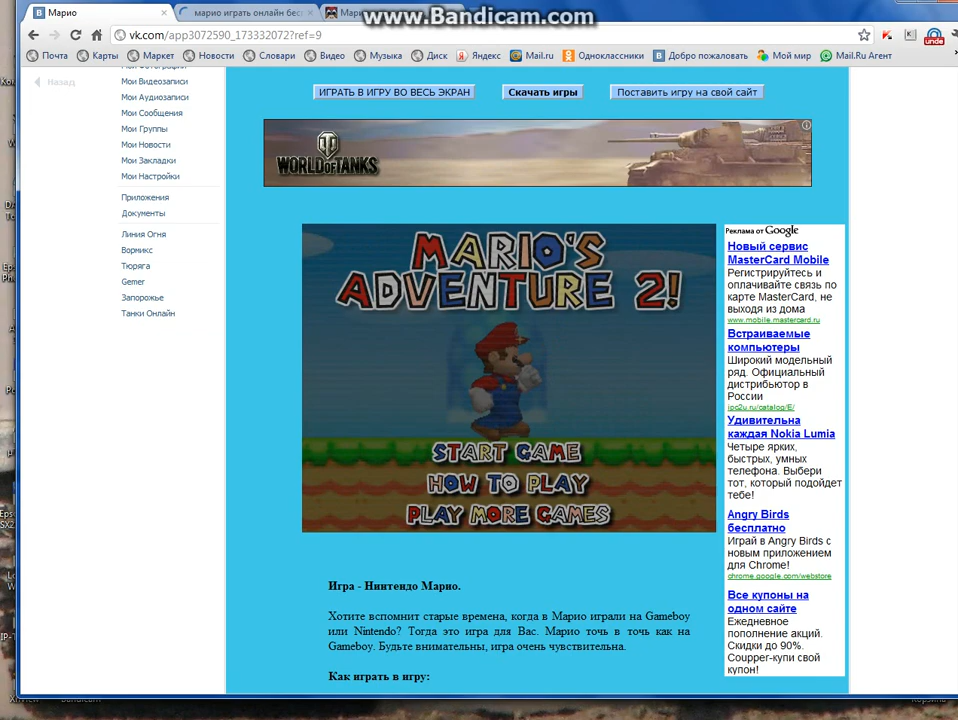 www.Bandicam.com
Марио
марио играть онлайн бес
Мари
vk.com/app3072590_173332072?ref=9
Почта
Карты
Маркет
Новости
Словари
Видео
Музыка
Диск
Яндекс
Mail.ru
Одноклассники
Добро пожаловать
Мой мир
Mail.Ru Агент
unde
Назад
Мои Видеозаписи
Мои Аудиозаписи
Мои Сообщения
Мои Группы
Мои Новости
Мои Закладки
Мои Настройки
Приложения
Документы
Линия Огня
Вормикс
Тюряга
Gemer
Запорожье
Танки Онлайн
ИГРАТЬ В ИГРУ ВО ВЕСЬ ЭКРАН
Скачать игры
Поставить игру на свой сайт
WORLD OF TANKS
MARIO'S
ADVENTURE 2!
START GAME
HOW TO PLAY
PLAY MORE GAMES
Реклама от Google
Новый сервис
MasterCard Mobile
Регистрируйтесь и
оплачивайте связь по
карте MasterCard, не
выходя из дома
www.mobile.mastercard.ru
Встраиваемые
компьютеры
Широкий модельный
ряд. Официальный
дистрибьютор в
России
ipc2u.ru/catalog/E/
Удивительна
каждая Nokia Lumia
Четыре ярких,
быстрых, умных
телефона. Выбери
тот, который подойдет
тебе!
Angry Birds
бесплатно
Играй в Angry Birds с
новым приложением
для Chrome!
chrome.google.com/webstore
Все купоны на
одном сайте
Ежедневное
пополнение акций.
Скидки до 90%.
Coupper-купи свой
купон!
Игра - Нинтендо Марио.
Хотите вспомнит старые времена, когда в Марио играли на Gameboy
или Nintendo? Тогда это игра для Вас. Марио точь в точь как на
Gameboy. Будьте внимательны, игра очень чувствительна.
Как играть в игру: